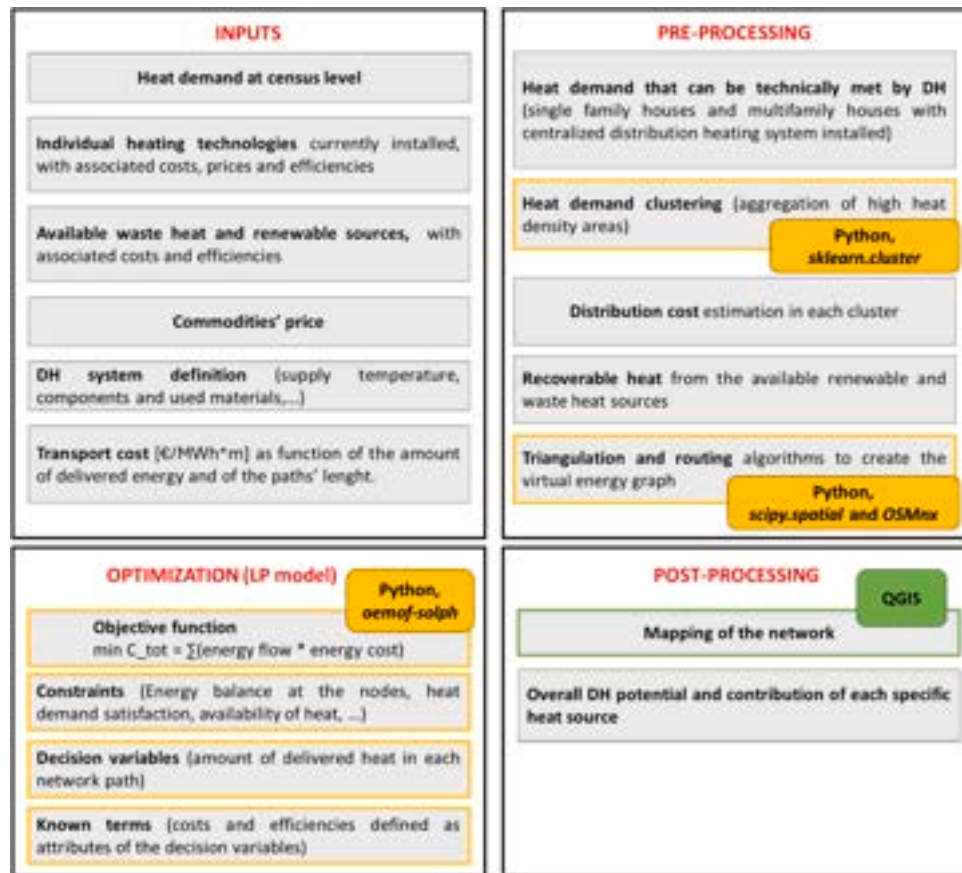 INPUTS
Heat demand at census level
Individual heating technologies currently installed,
with associated costs, prices and efficiencies
Available waste heat and renewable sources, with
associated costs and efficiencies
Commodities' price
DH system definition (supply temperature,
components and used materials,...)
Transport cost [€/MWh*m] as function of the amount
of delivered energy and of the paths' lenght.
PRE-PROCESSING
Heat demand that can be technically met by DH
(single family houses and multifamily houses with
centralized distribution heating system installed)
Heat demand clustering (aggregation of high heat
density areas)
Python,
sklearn.cluster
Distribution cost estimation in each cluster
Recoverable heat from the available renewable and
waste heat sources
Triangulation and routing algorithms to create the
virtual energy graph
Python,
scipy.spatial and OSMnx
OPTIMIZATION (LP model)
Python,
oemof-solph
Objective function
min C_tot = ∑(energy flow * energy cost)
Constraints (Energy balance at the nodes, heat
demand satisfaction, availability of heat, ...)
Decision variables (amount of delivered heat in each
network path)
Known terms (costs and efficiencies defined as
attributes of the decision variables)
POST-PROCESSING
QGIS
Mapping of the network
Overall DH potential and contribution of each specific
heat source